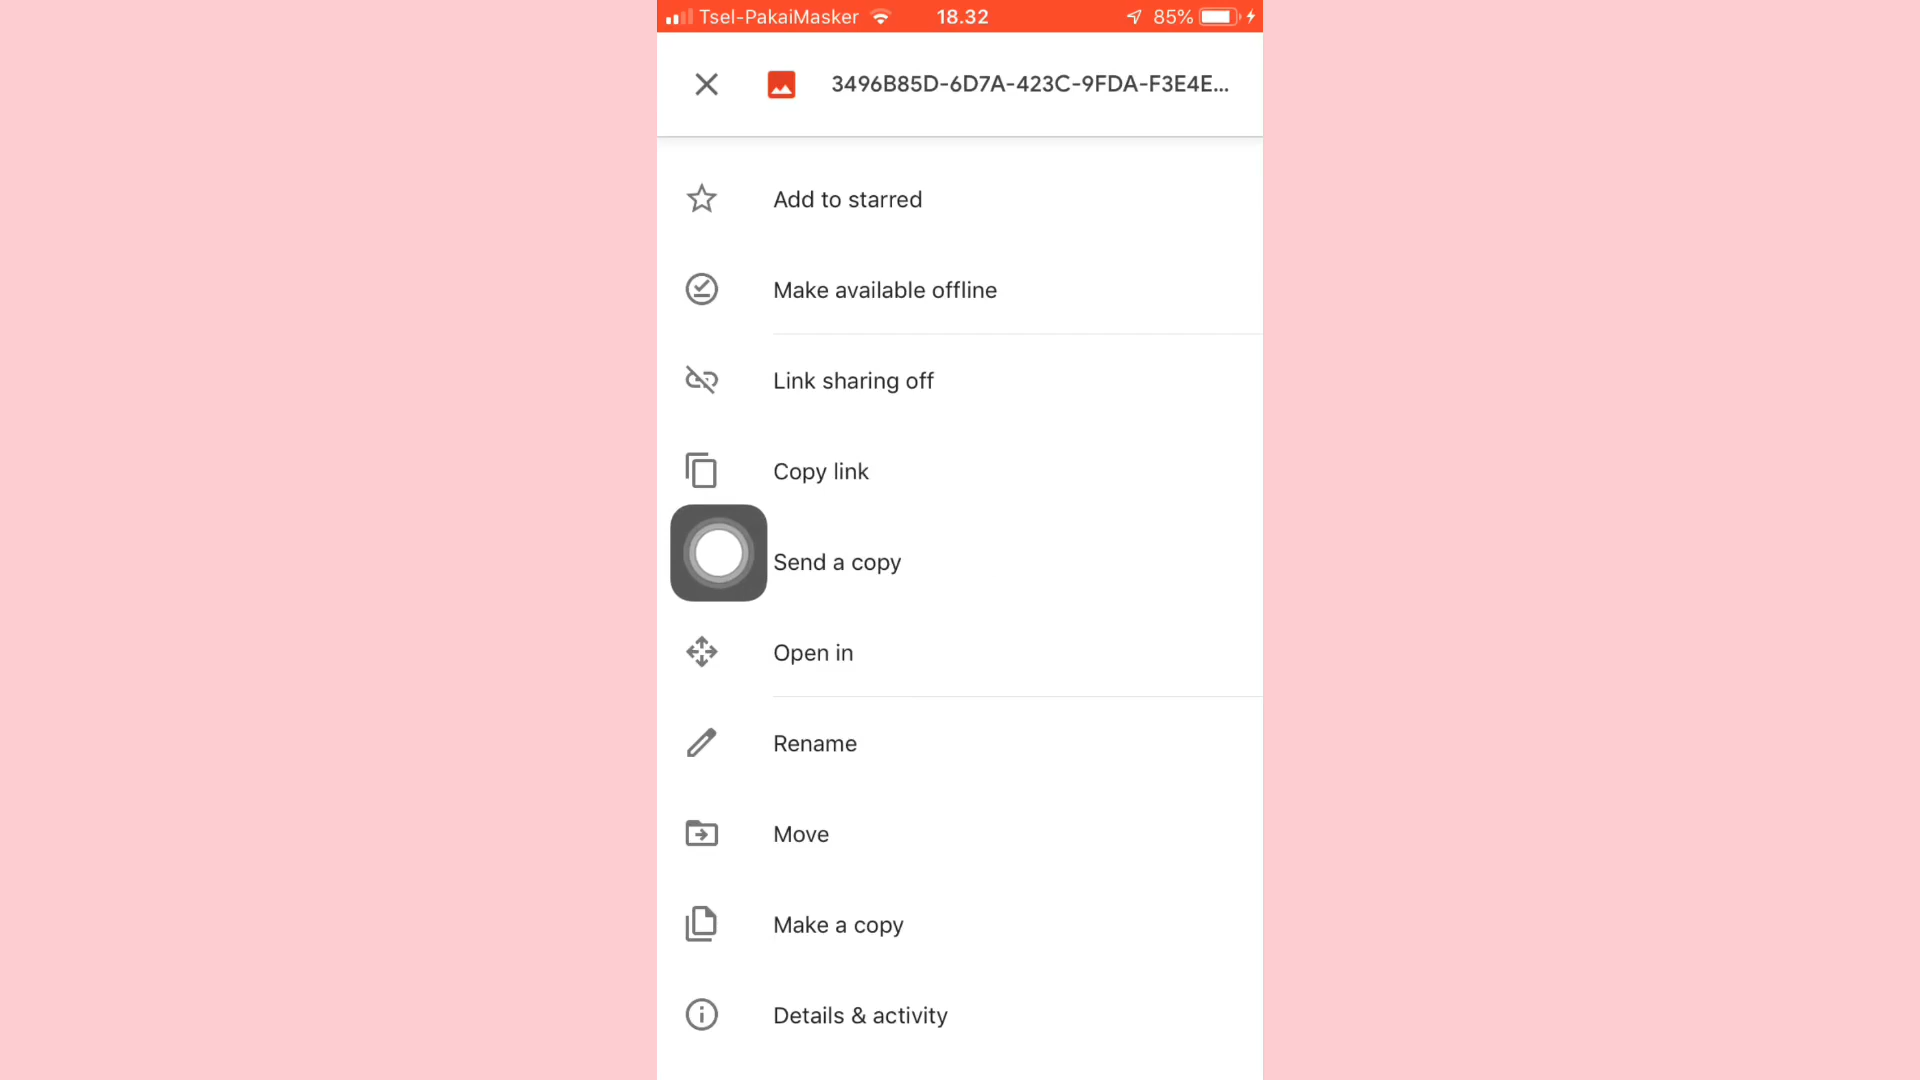 Tsel-PakaiMasker 18.32 85%
3496B85D-6D7A-423C-9FDA-F3E4E...
Add to starred
Make available offline
Link sharing off
Copy link
Send a copy
Open in
Rename
Move
Make a copy
Details & activity